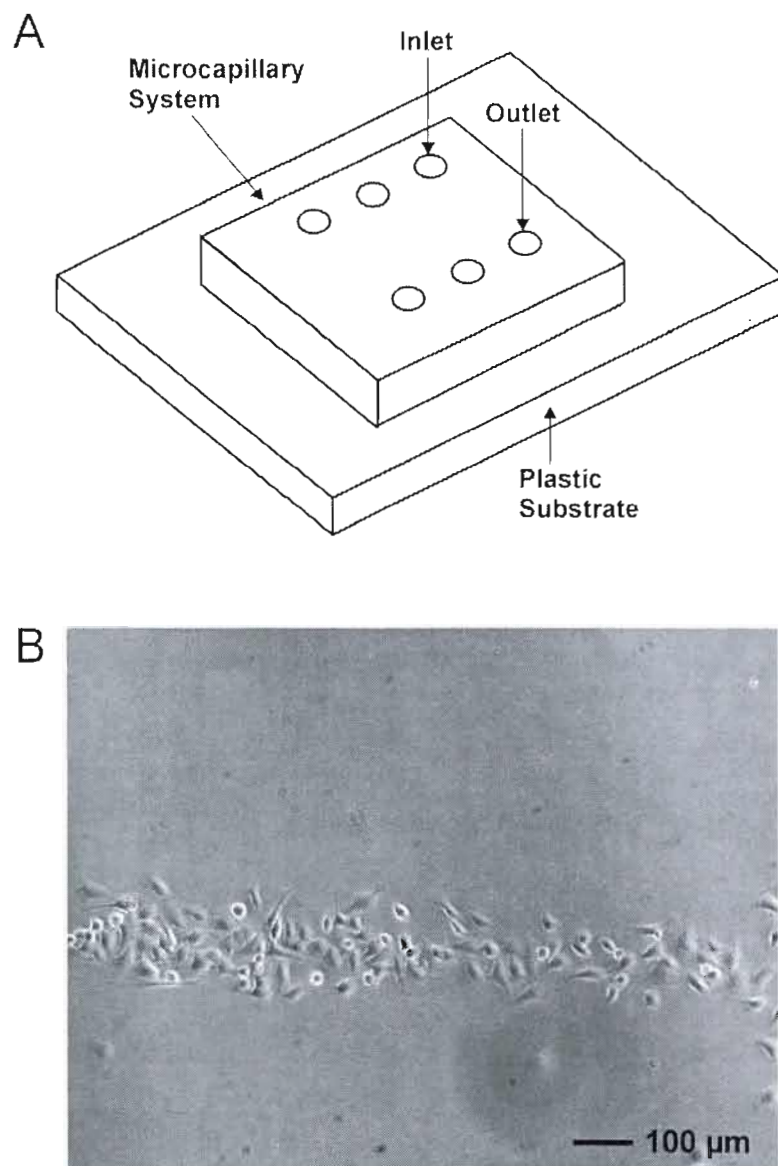 A
Inlet
Microcapillary
System
Outlet
Plastic
Substrate
B
100 µm